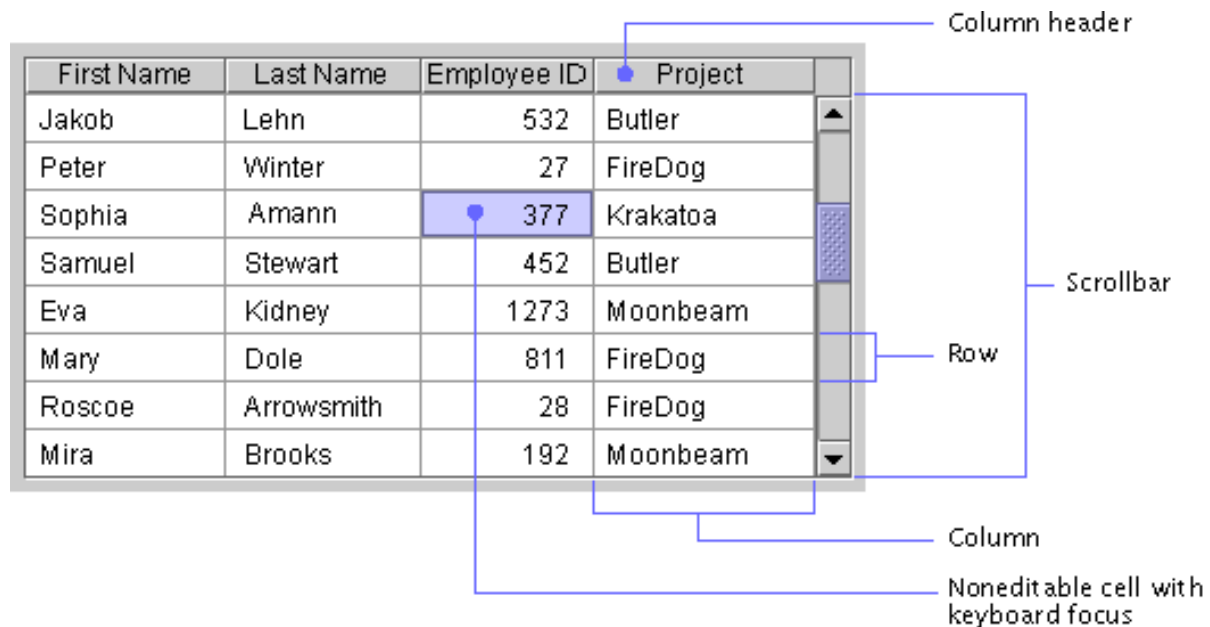 Column header
First Name Last Name Employee ID Project
Jakob Lehn 532 Butler
Peter Winter 27 FireDog
Sophia Amann 377 Krakatoa
Samuel Stewart 452 Butler
Eva Kidney 1273 Moonbeam
Mary Dole 811 FireDog
Roscoe Arrowsmith 28 FireDog
Mira Brooks 192 Moonbeam
Scrollbar
Row
Column
Noneditable cell with
keyboard focus